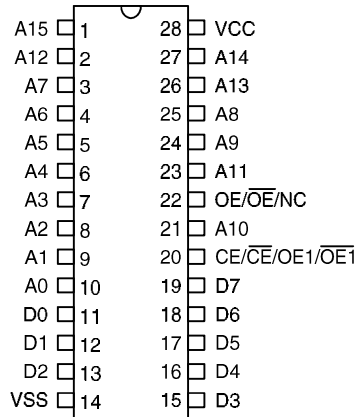 A15 1 28 VCC
A12 2 27 A14
A7 3 26 A13
A6 4 25 A8
A5 5 24 A9
A4 6 23 A11
A3 7 22 OE/O̅E̅/NC
A2 8 21 A10
A1 9 20 CE/C̅E̅/OE1/O̅E̅1̅
A0 10 19 D7
D0 11 18 D6
D1 12 17 D5
D2 13 16 D4
VSS 14 15 D3